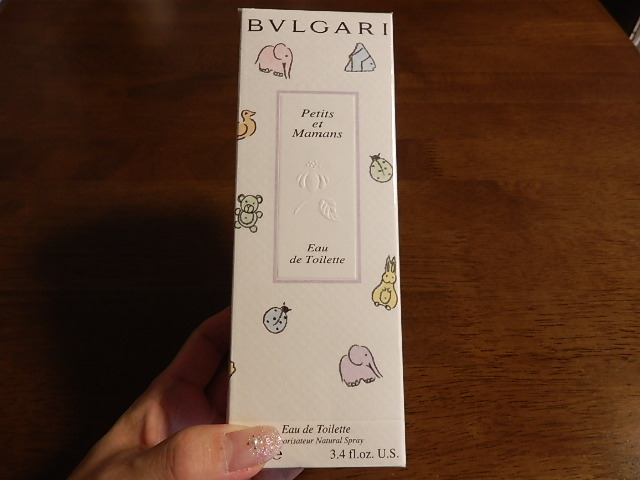 BVLGARI
Petits
et
Mamans
Eau
de Toilette
Eau de Toilette
Natural Spray
3.4 fl.oz. U.S.